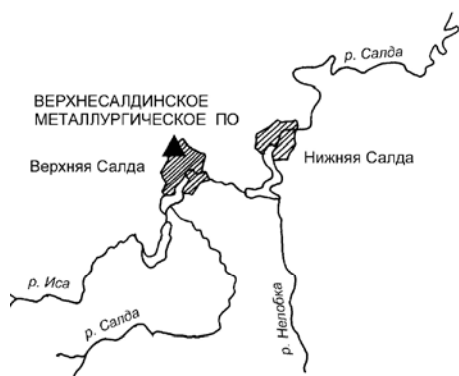 р. Салда
ВЕРХНЕСАЛДИНСКОЕ
МЕТАЛЛУРГИЧЕСКОЕ ПО
Верхняя Салда
Нижняя Салда
р. Иса
р. Салда
р. Нелобка